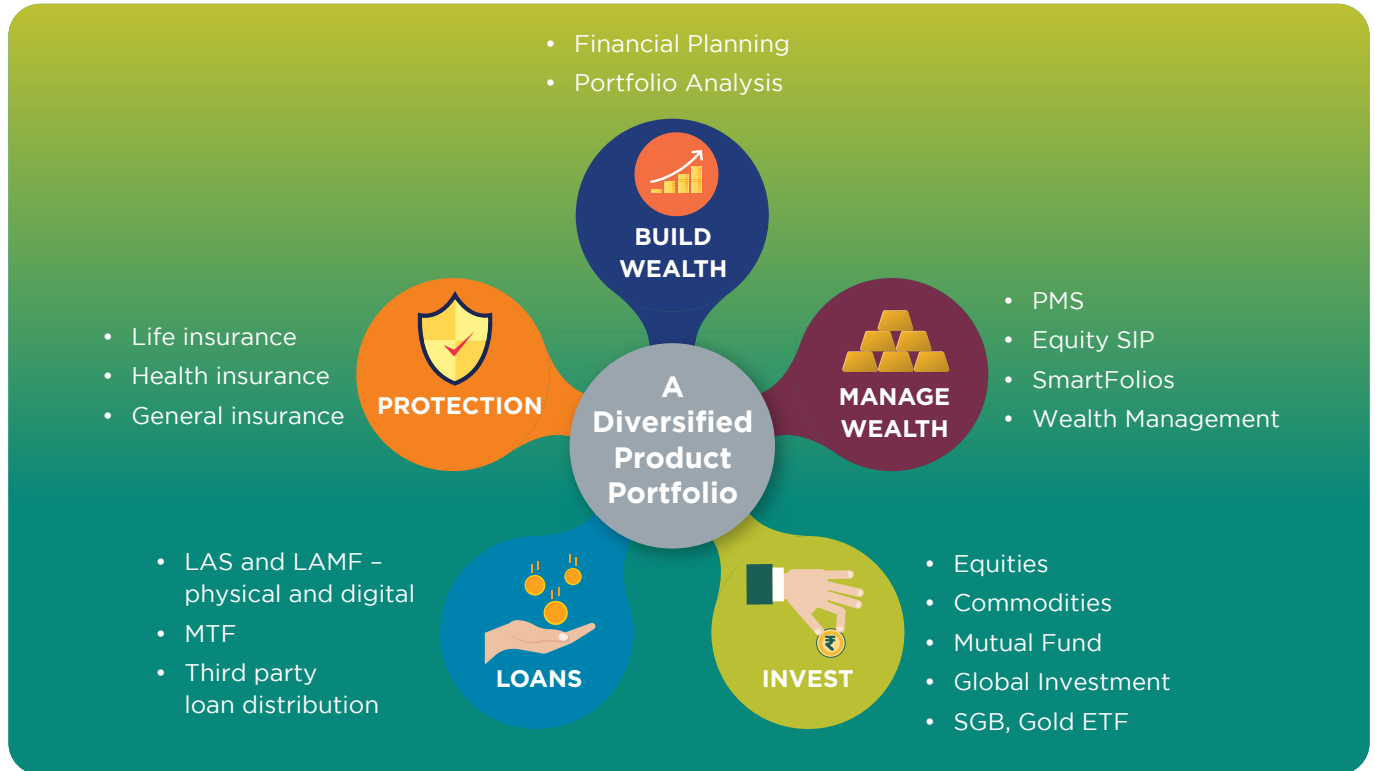 • Financial Planning
• Portfolio Analysis
BUILD
WEALTH
• PMS
• Equity SIP
• SmartFolios
• Wealth Management
MANAGE
WEALTH
• Life insurance
• Health insurance
• General insurance
PROTECTION
A
Diversified
Product
Portfolio
• LAS and LAMF –
physical and digital
• MTF
• Third party
loan distribution
LOANS
₹
INVEST
• Equities
• Commodities
• Mutual Fund
• Global Investment
• SGB, Gold ETF